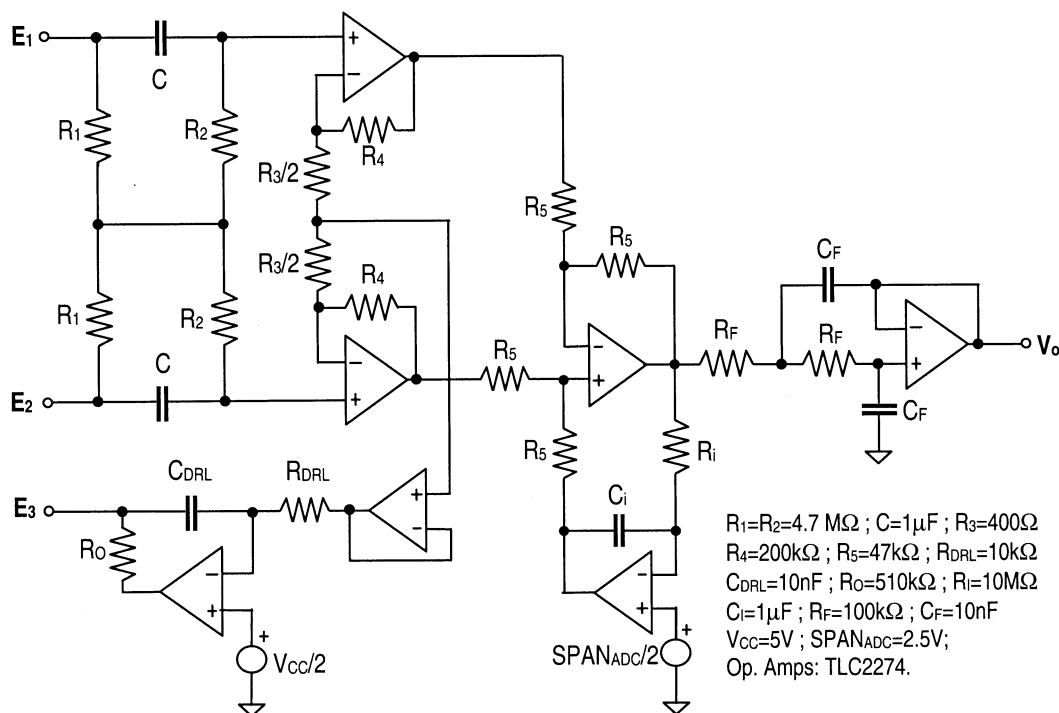 E1
C
R1
R2
R4
R3/2
R5
R5
R3/2
R4
CF
R1
R2
RF
RF
Vo
C
R5
CF
E2
R5
Ri
CDRL
RDRL
E3
Ci
RO
VCC/2
SPANADC/2
R1=R2=4.7 MΩ ; C=1μF ; R3=400Ω
R4=200kΩ ; R5=47kΩ ; RDRL=10kΩ
CDRL=10nF ; RO=510kΩ ; RI=10MΩ
CI=1μF ; RF=100kΩ ; CF=10nF
VCC=5V ; SPANADC=2.5V;
Op. Amps: TLC2274.